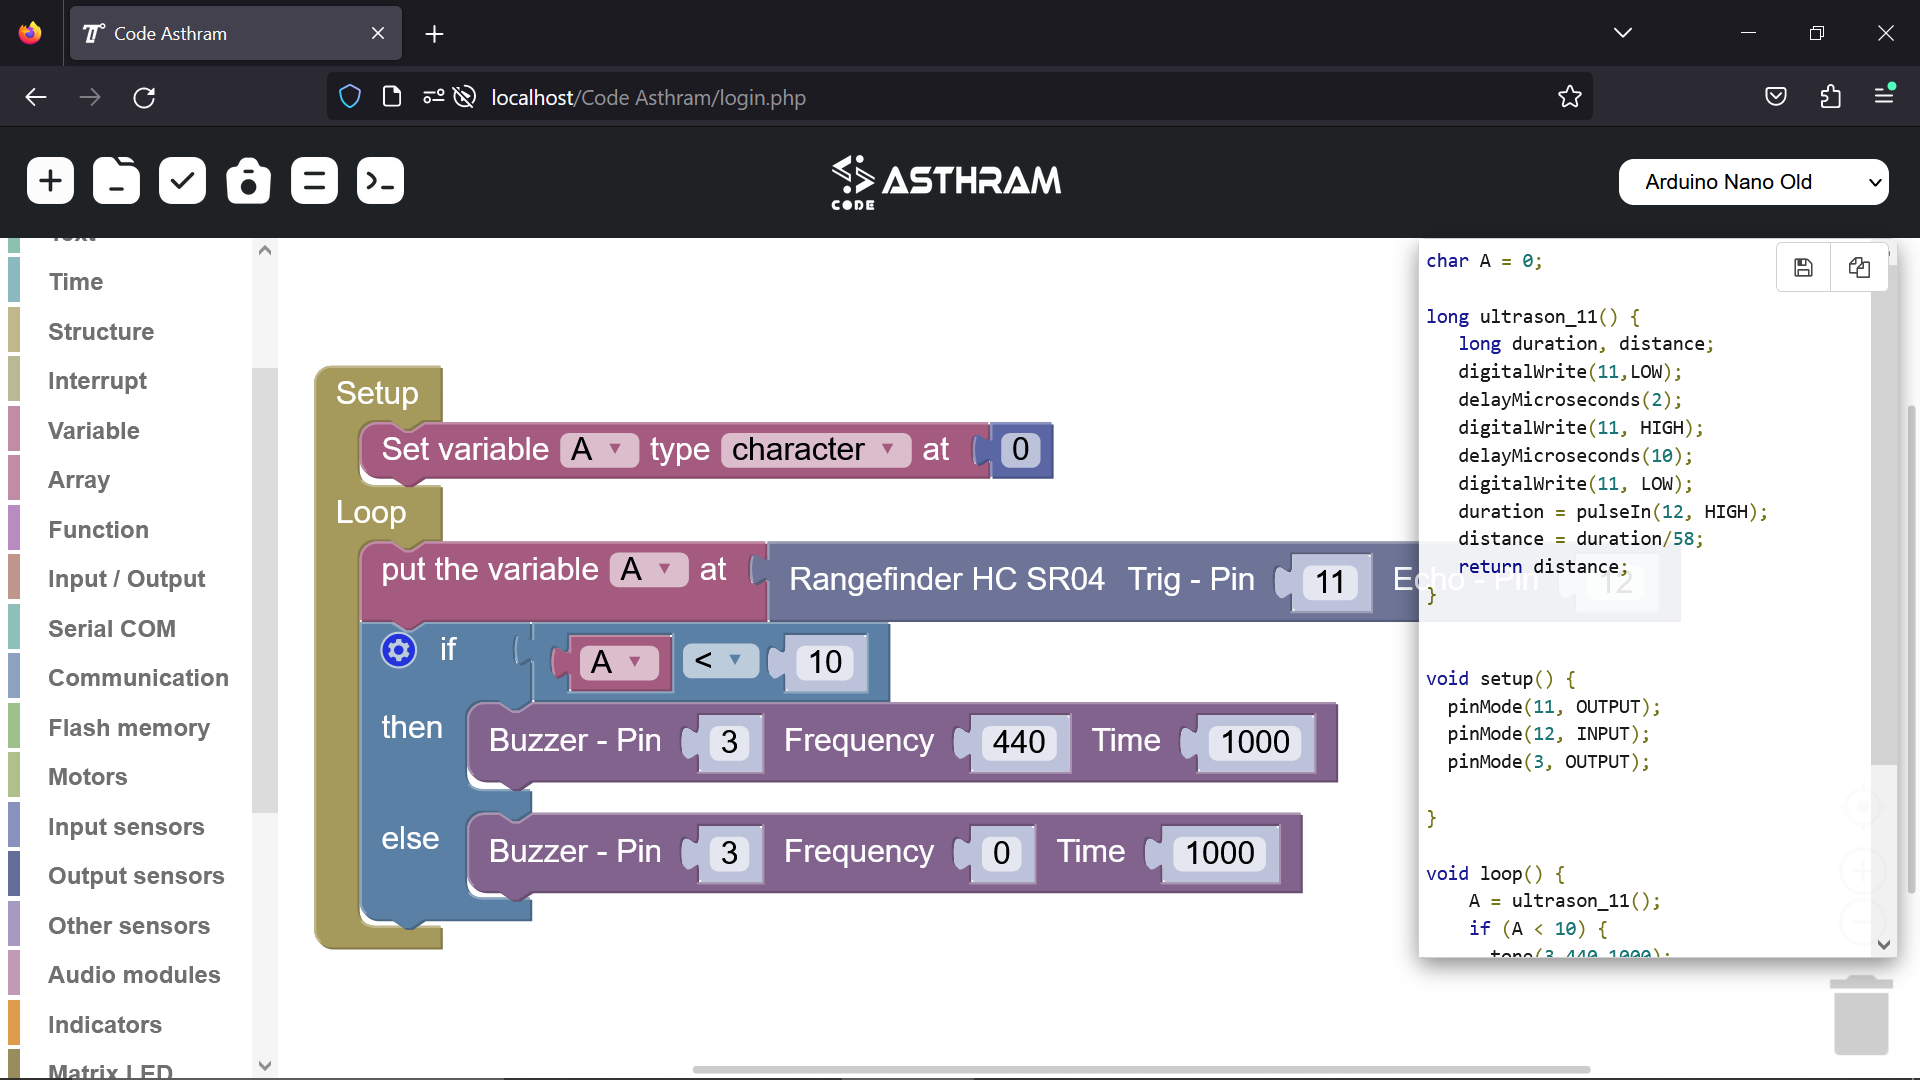 Code Asthram
localhost/Code Asthram/login.php
CODE ASTHRAM
Arduino Nano Old
Time
Structure
Interrupt
Variable
Array
Function
Input / Output
Serial COM
Communication
Flash memory
Motors
Input sensors
Output sensors
Other sensors
Audio modules
Indicators
Matrix LED
Setup
Set variable A type character at 0
Loop
put the variable A at Rangefinder HC SR04 Trig - Pin 11 Echo - Pin 12
if A < 10
then Buzzer - Pin 3 Frequency 440 Time 1000
else Buzzer - Pin 3 Frequency 0 Time 1000
char A = 0;
long ultrason_11() {
long duration, distance;
digitalWrite(11,LOW);
delayMicroseconds(2);
digitalWrite(11, HIGH);
delayMicroseconds(10);
digitalWrite(11, LOW);
duration = pulseIn(12, HIGH);
distance = duration/58;
return distance;
}
void setup() {
pinMode(11, OUTPUT);
pinMode(12, INPUT);
pinMode(3, OUTPUT);
}
void loop() {
A = ultrason_11();
if (A < 10) {
tone(3,440,1000);